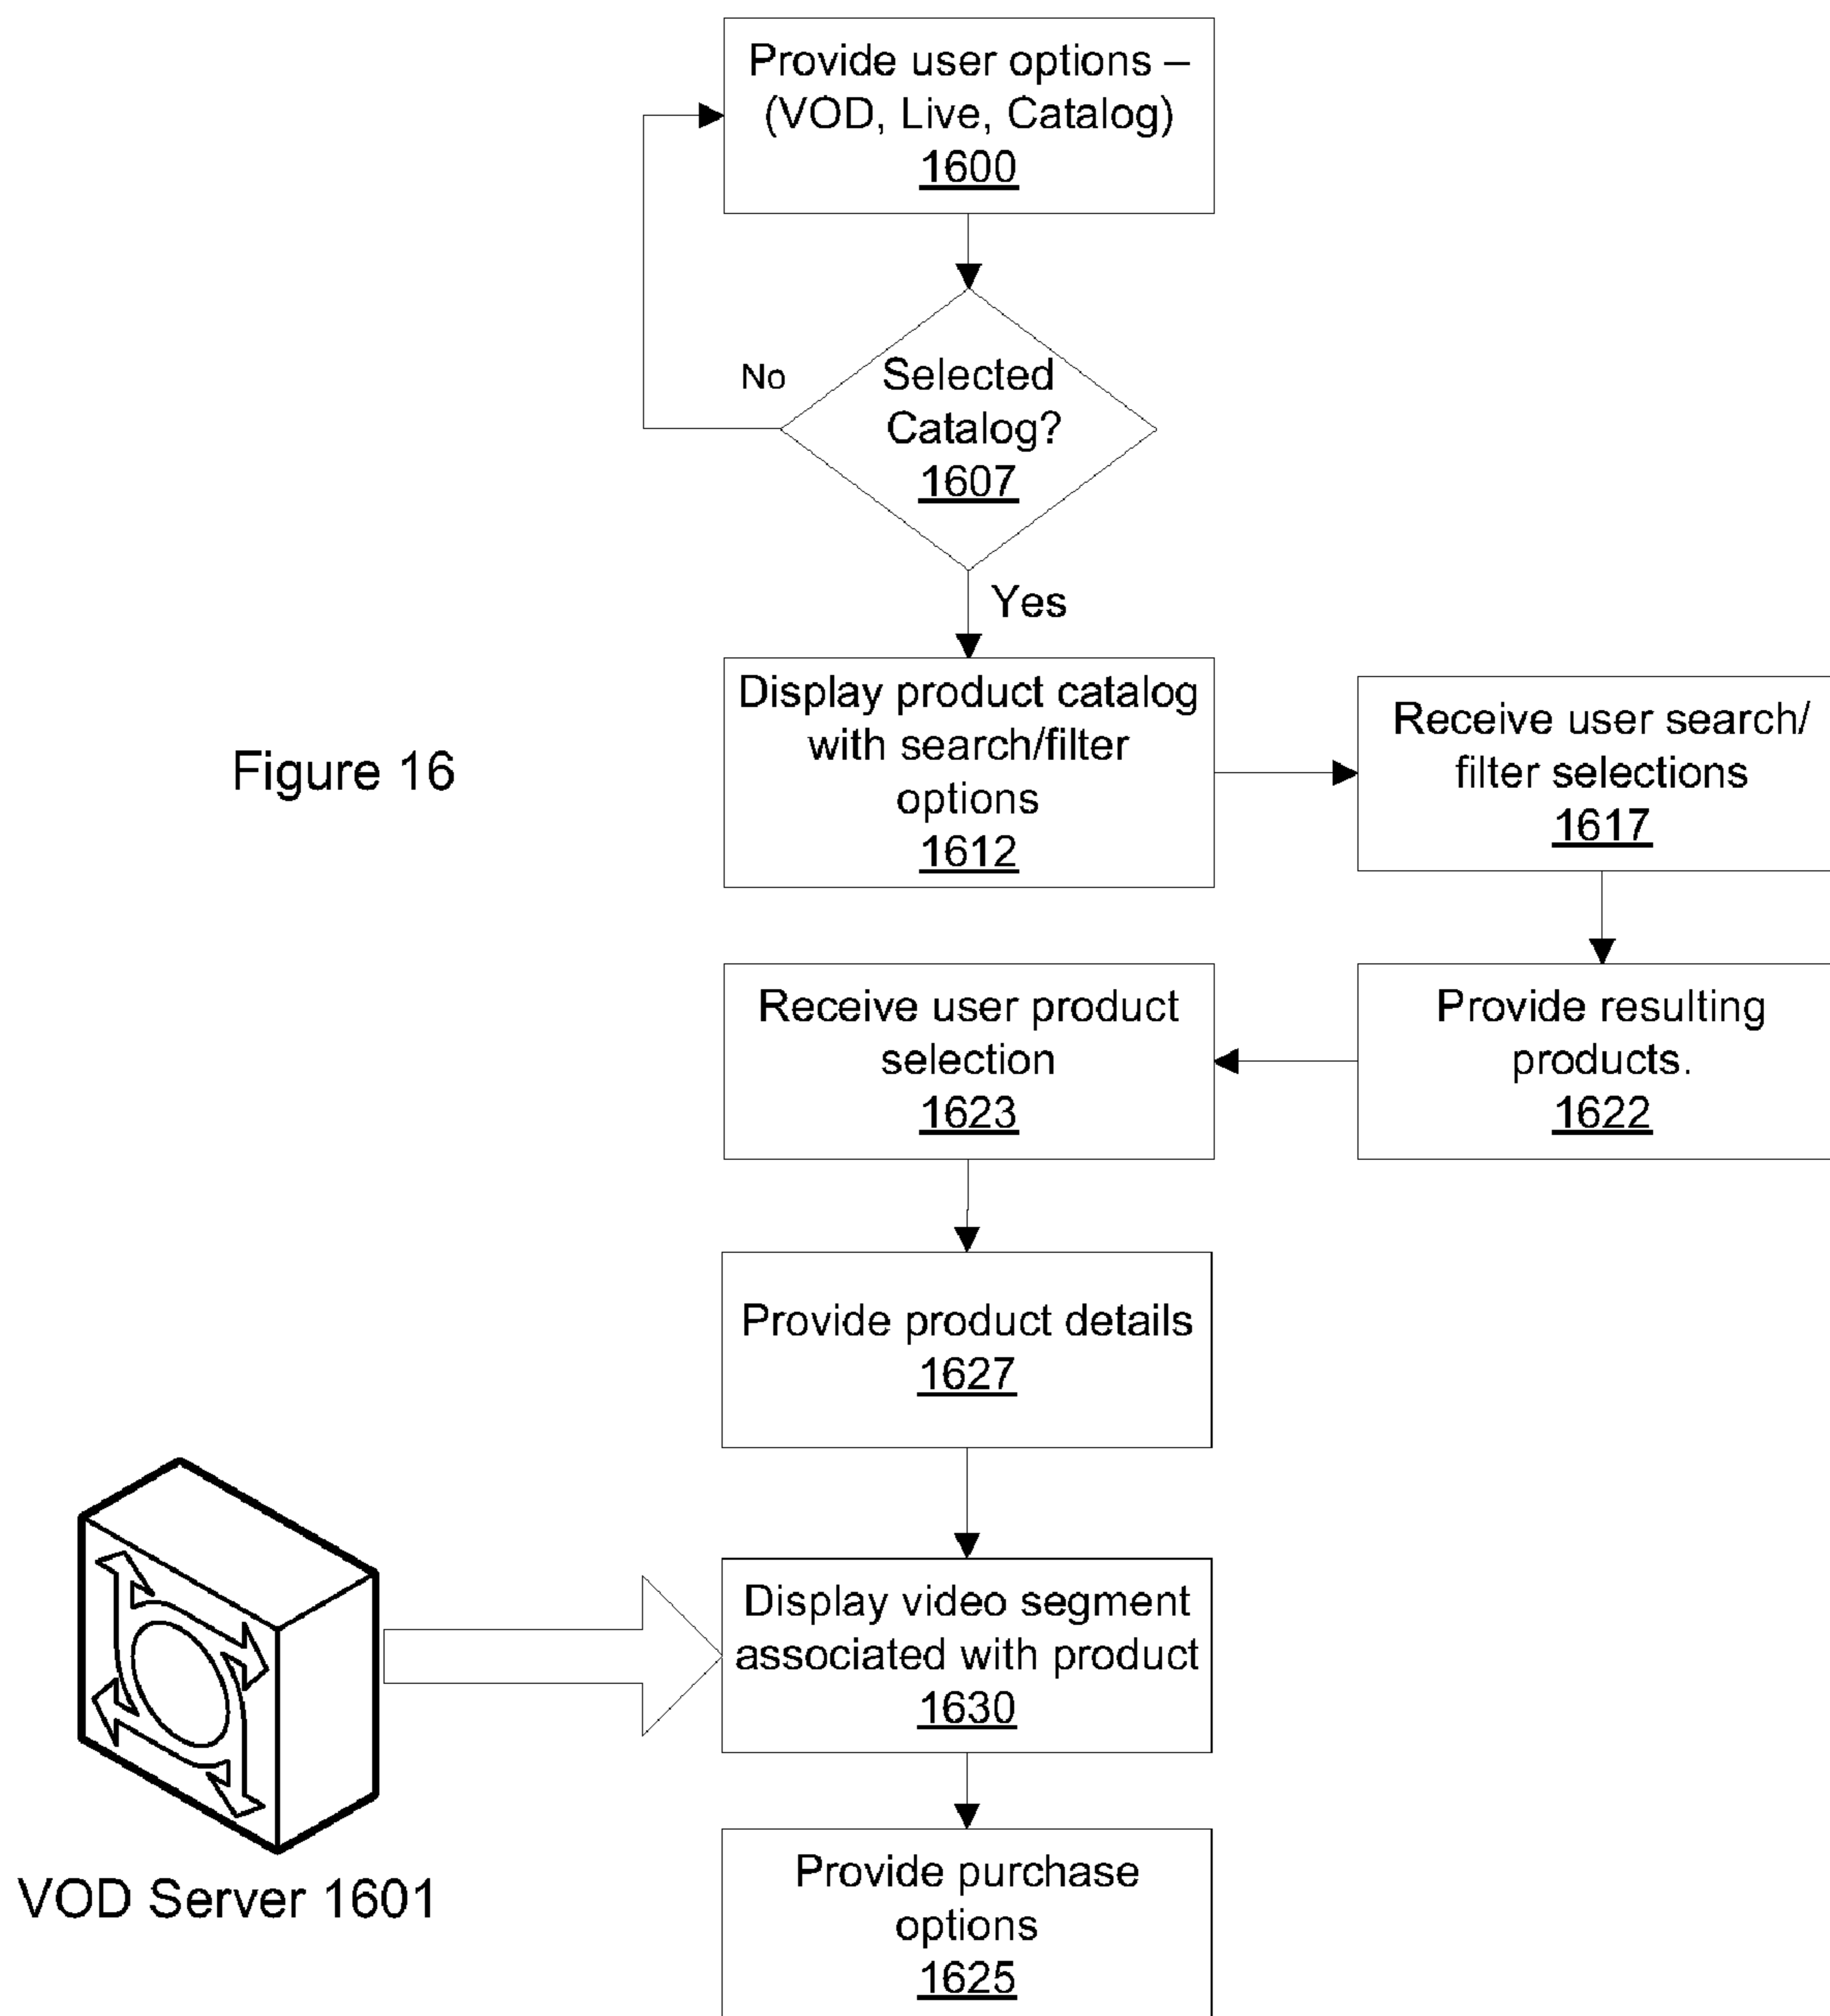 Provide user options –
(VOD, Live, Catalog)
1600
No
Selected
Catalog?
1607
Yes
Display product catalog
with search/filter
options
1612
Receive user search/
filter selections
1617
Figure 16
Receive user product
selection
1623
Provide resulting
products.
1622
Provide product details
1627
Display video segment
associated with product
1630
VOD Server 1601
Provide purchase
options
1625